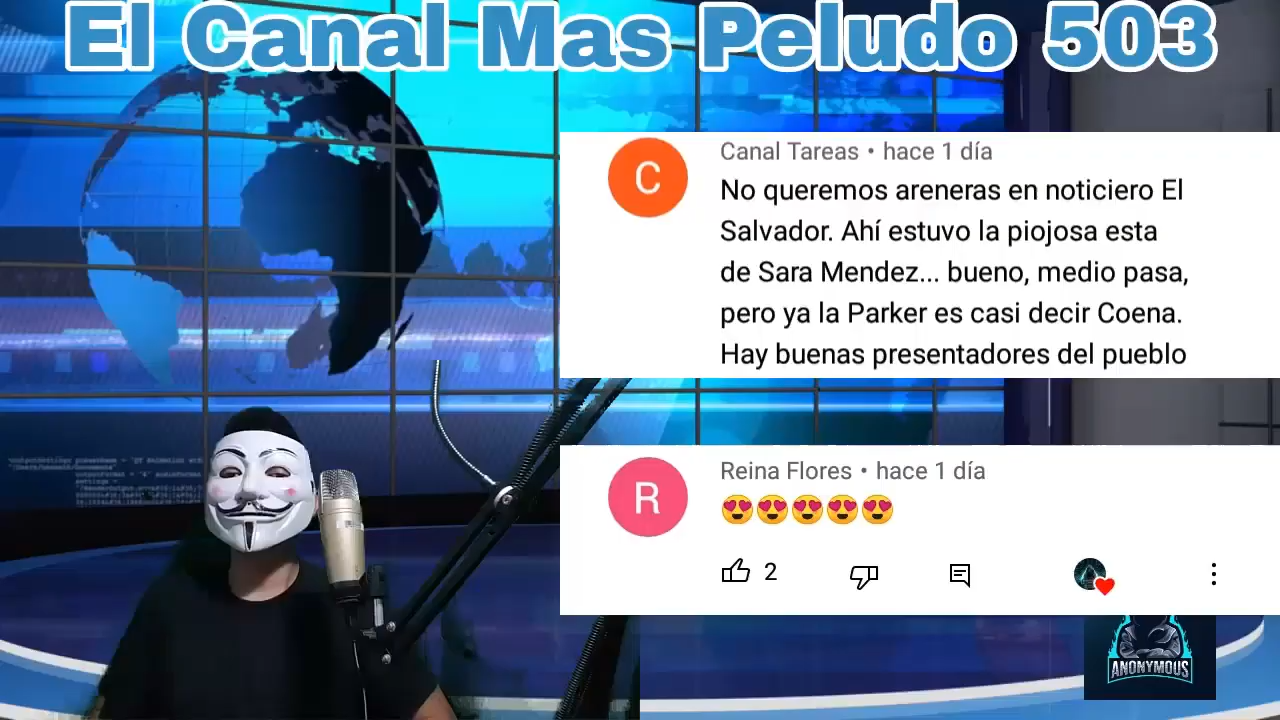 El Canal Mas Peludo 503
C
Canal Tareas • hace 1 día
No queremos areneras en noticiero El
Salvador. Ahí estuvo la piojosa esta
de Sara Mendez... bueno, medio pasa,
pero ya la Parker es casi decir Coena.
Hay buenas presentadores del pueblo
R
Reina Flores • hace 1 día
😍😍😍😍😍
2
ANONYMOUS